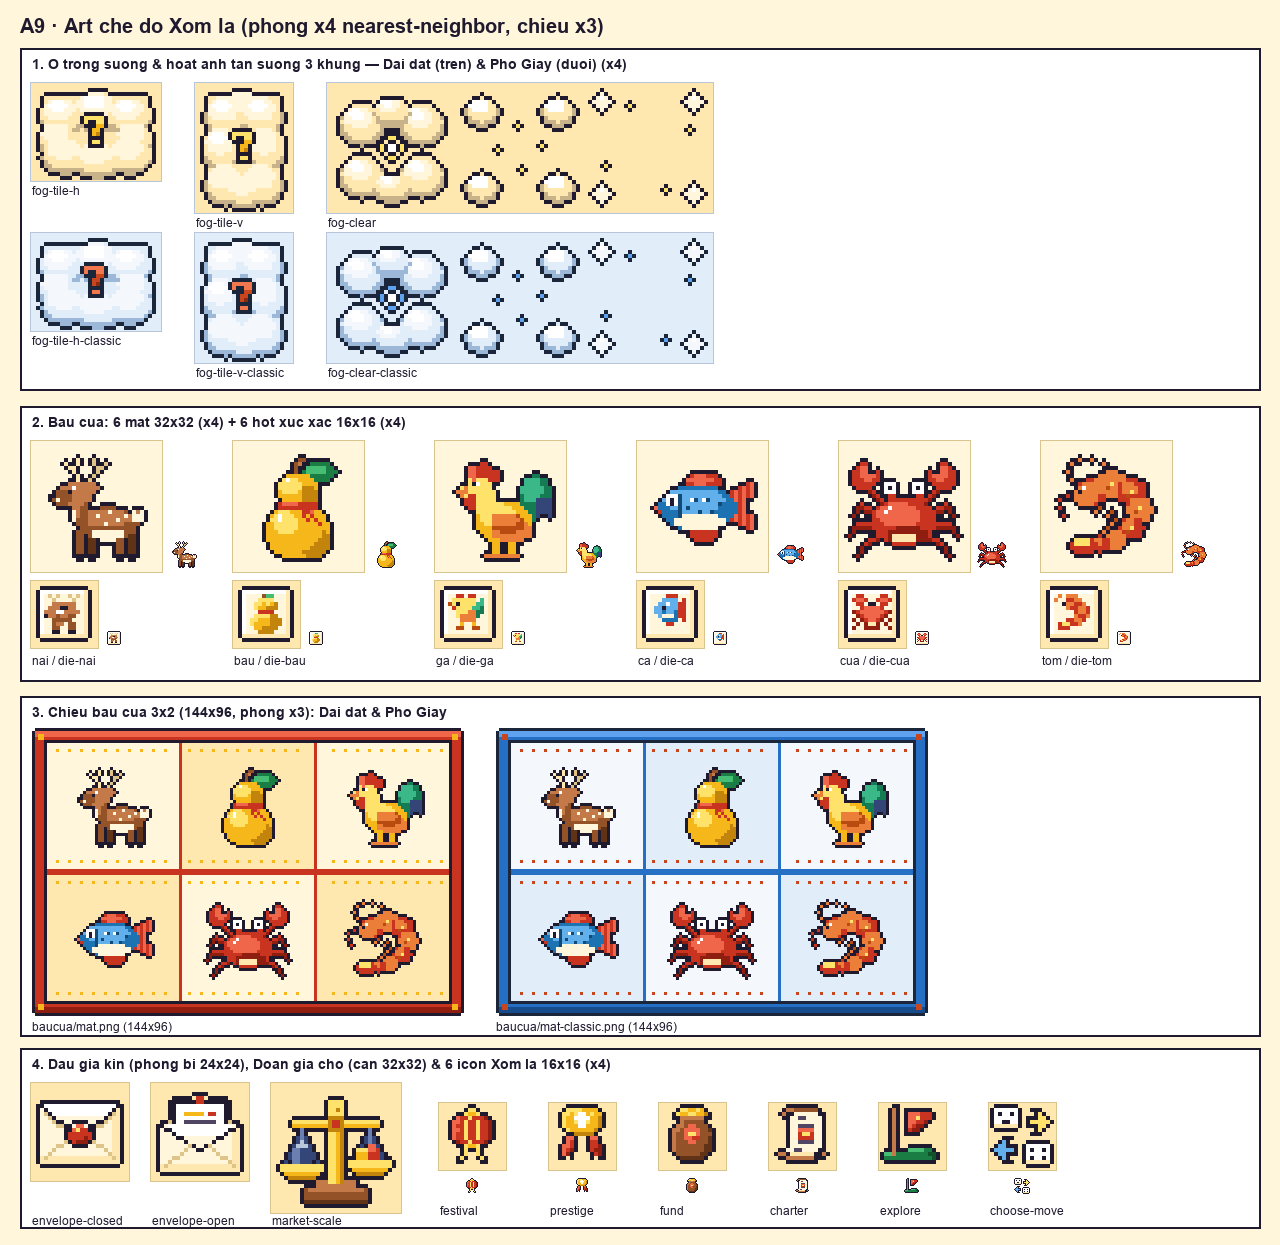 A9 · Art che do Xom la (phong x4 nearest-neighbor, chieu x3)
1. O trong suong & hoat anh tan suong 3 khung — Dai dat (tren) & Pho Giay (duoi) (x4)
?
?
fog-tile-h
fog-tile-v
fog-clear
?
?
fog-tile-h-classic
fog-tile-v-classic
fog-clear-classic
2. Bau cua: 6 mat 32x32 (x4) + 6 hot xuc xac 16x16 (x4)
nai / die-nai
bau / die-bau
ga / die-ga
ca / die-ca
cua / die-cua
tom / die-tom
3. Chieu bau cua 3x2 (144x96, phong x3): Dai dat & Pho Giay
baucua/mat.png (144x96)
baucua/mat-classic.png (144x96)
4. Dau gia kin (phong bi 24x24), Doan gia cho (can 32x32) & 6 icon Xom la 16x16 (x4)
envelope-closed
envelope-open
market-scale
festival
prestige
fund
charter
explore
choose-move